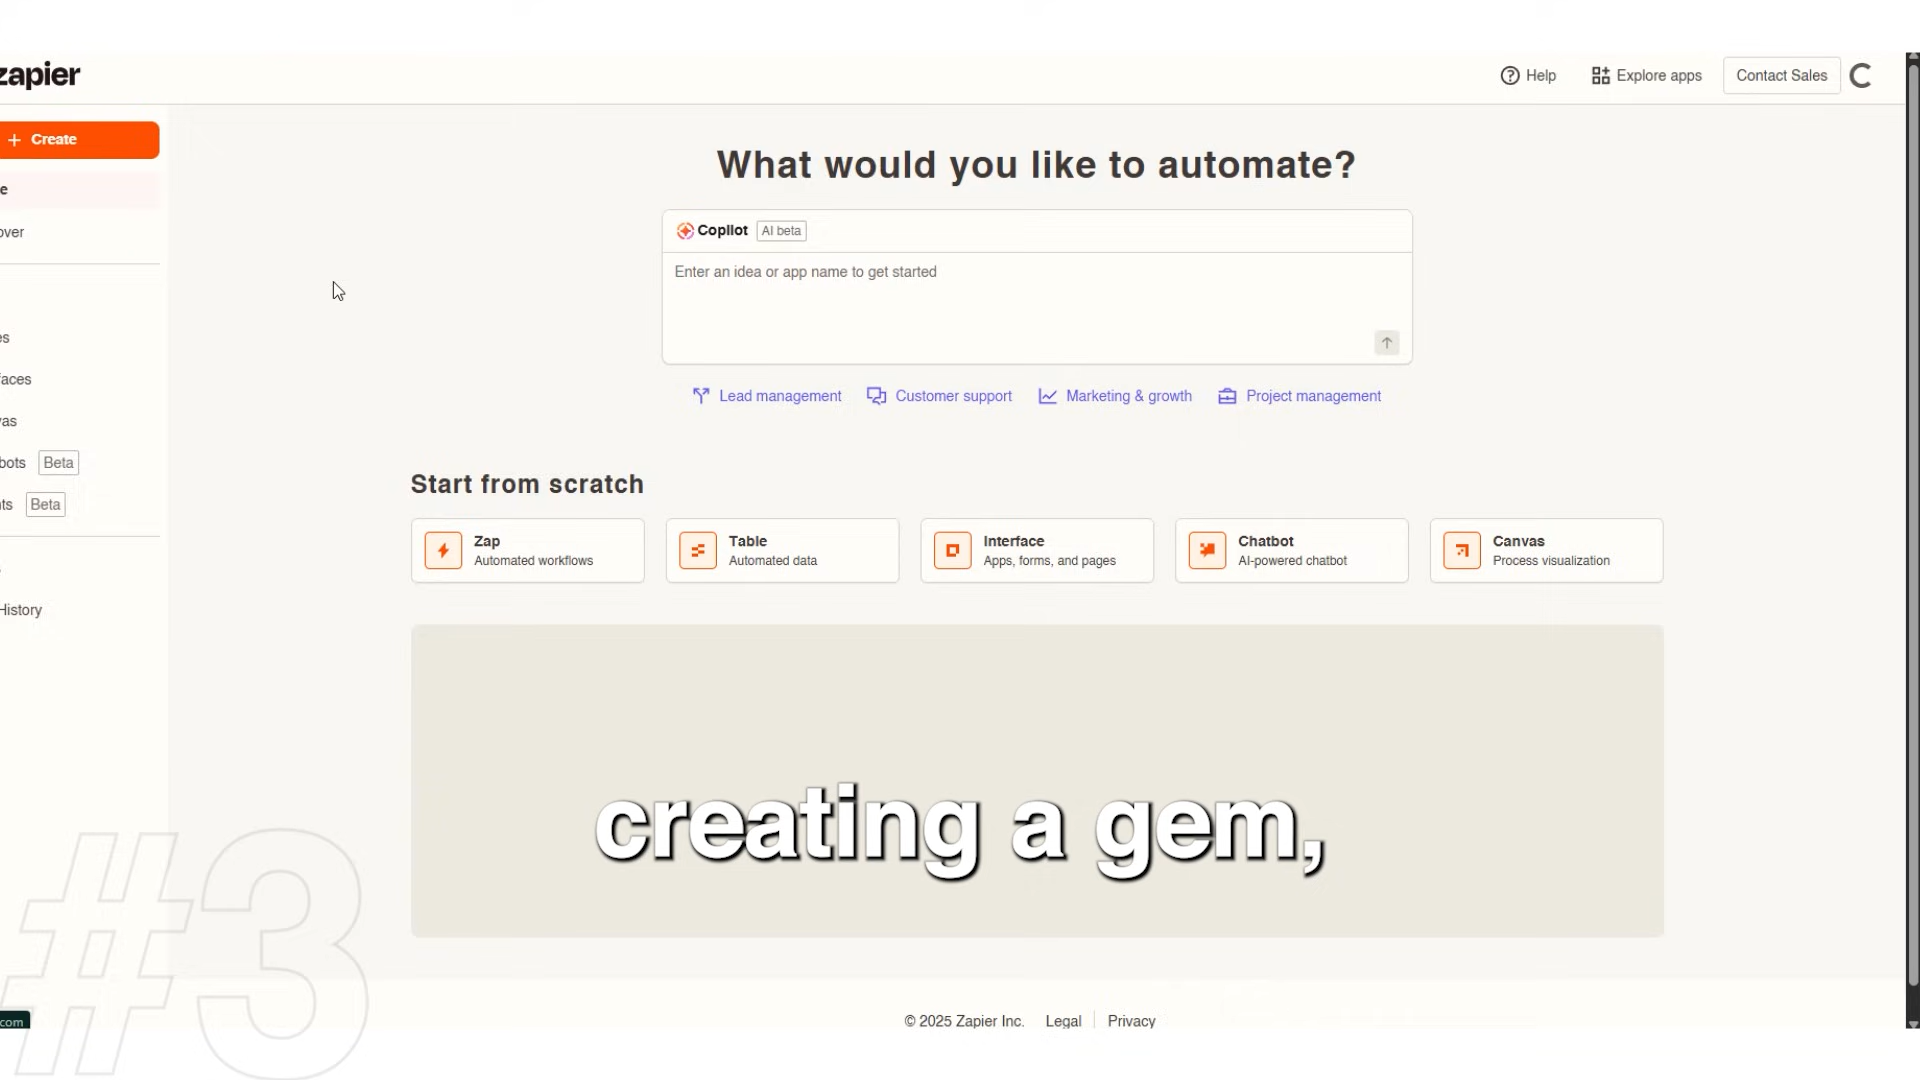 zapier
Help
Explore apps
Contact Sales
+ Create
e
over
es
faces
vas
bots Beta
ts Beta
History
What would you like to automate?
Copilot AI beta
Enter an idea or app name to get started
Lead management
Customer support
Marketing & growth
Project management
Start from scratch
Zap
Automated workflows
Table
Automated data
Interface
Apps, forms, and pages
Chatbot
AI-powered chatbot
Canvas
Process visualization
creating a gem,
#3
com
© 2025 Zapier Inc.
Legal
Privacy